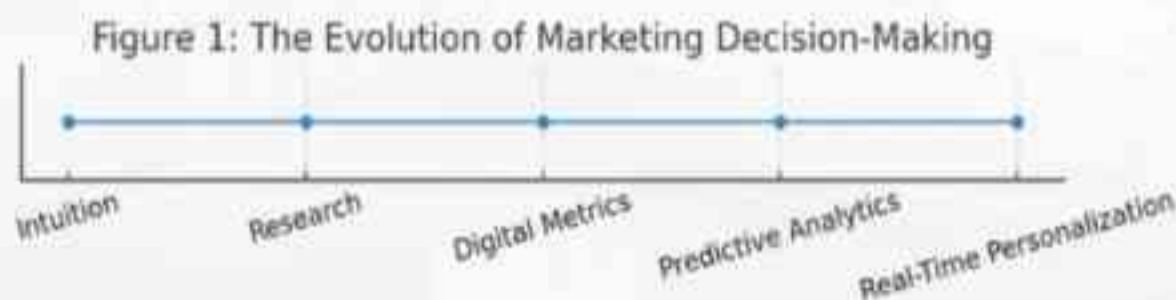 Figure 1: The Evolution of Marketing Decision-Making
Intuition
Research
Digital Metrics
Predictive Analytics
Real-Time Personalization